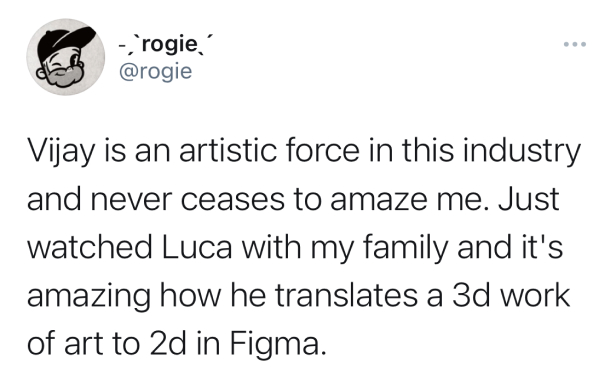 -ˏˋrogieˎˊ
@rogie
Vijay is an artistic force in this industry
and never ceases to amaze me. Just
watched Luca with my family and it's
amazing how he translates a 3d work
of art to 2d in Figma.